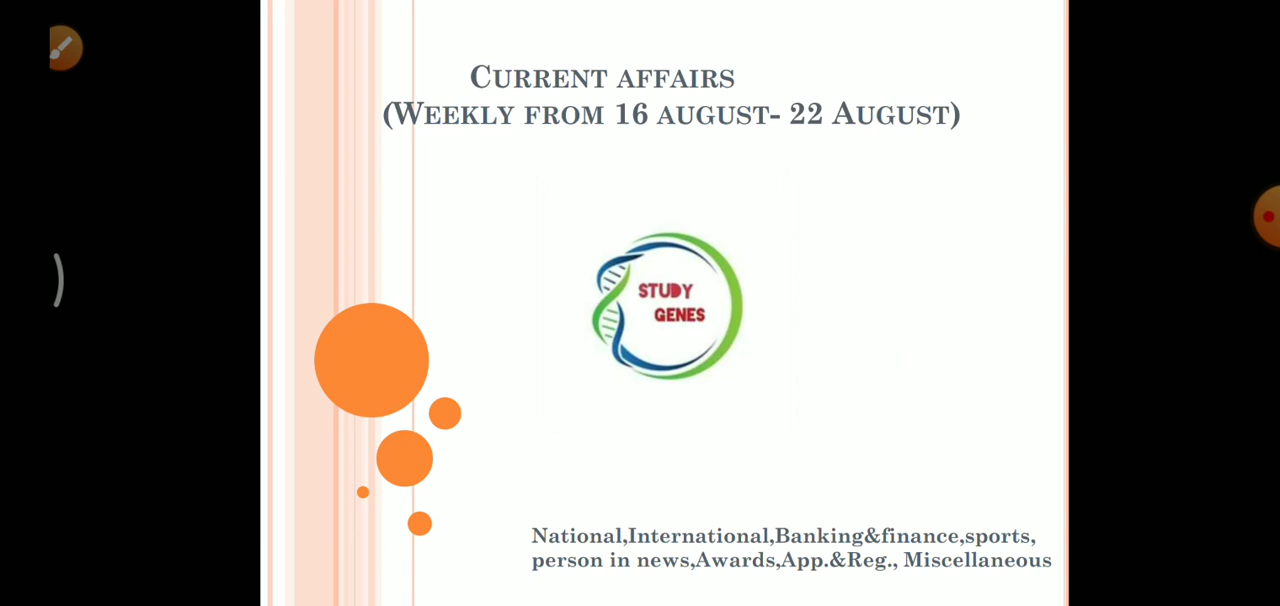 Current affairs
(Weekly from 16 august- 22 August)
STUDY
GENES
National,International,Banking&finance,sports,
person in news,Awards,App.&Reg., Miscellaneous